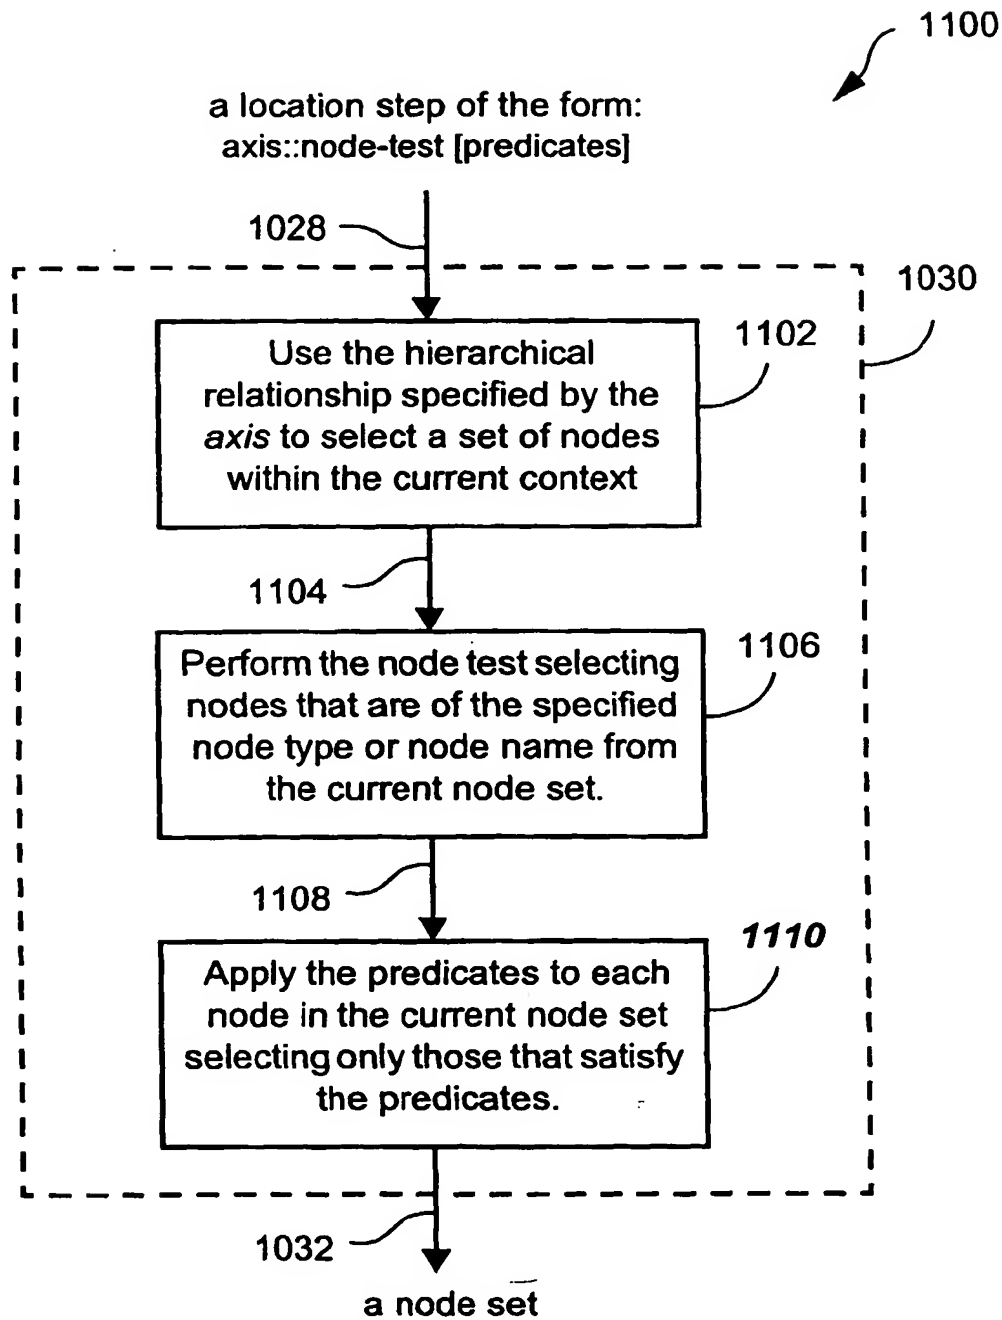 1100
a location step of the form:
axis::node-test [predicates]
1028
1030
1102
Use the hierarchical
relationship specified by the
axis to select a set of nodes
within the current context
1104
1106
Perform the node test selecting
nodes that are of the specified
node type or node name from
the current node set.
1108
1110
Apply the predicates to each
node in the current node set
selecting only those that satisfy
the predicates.
1032
a node set